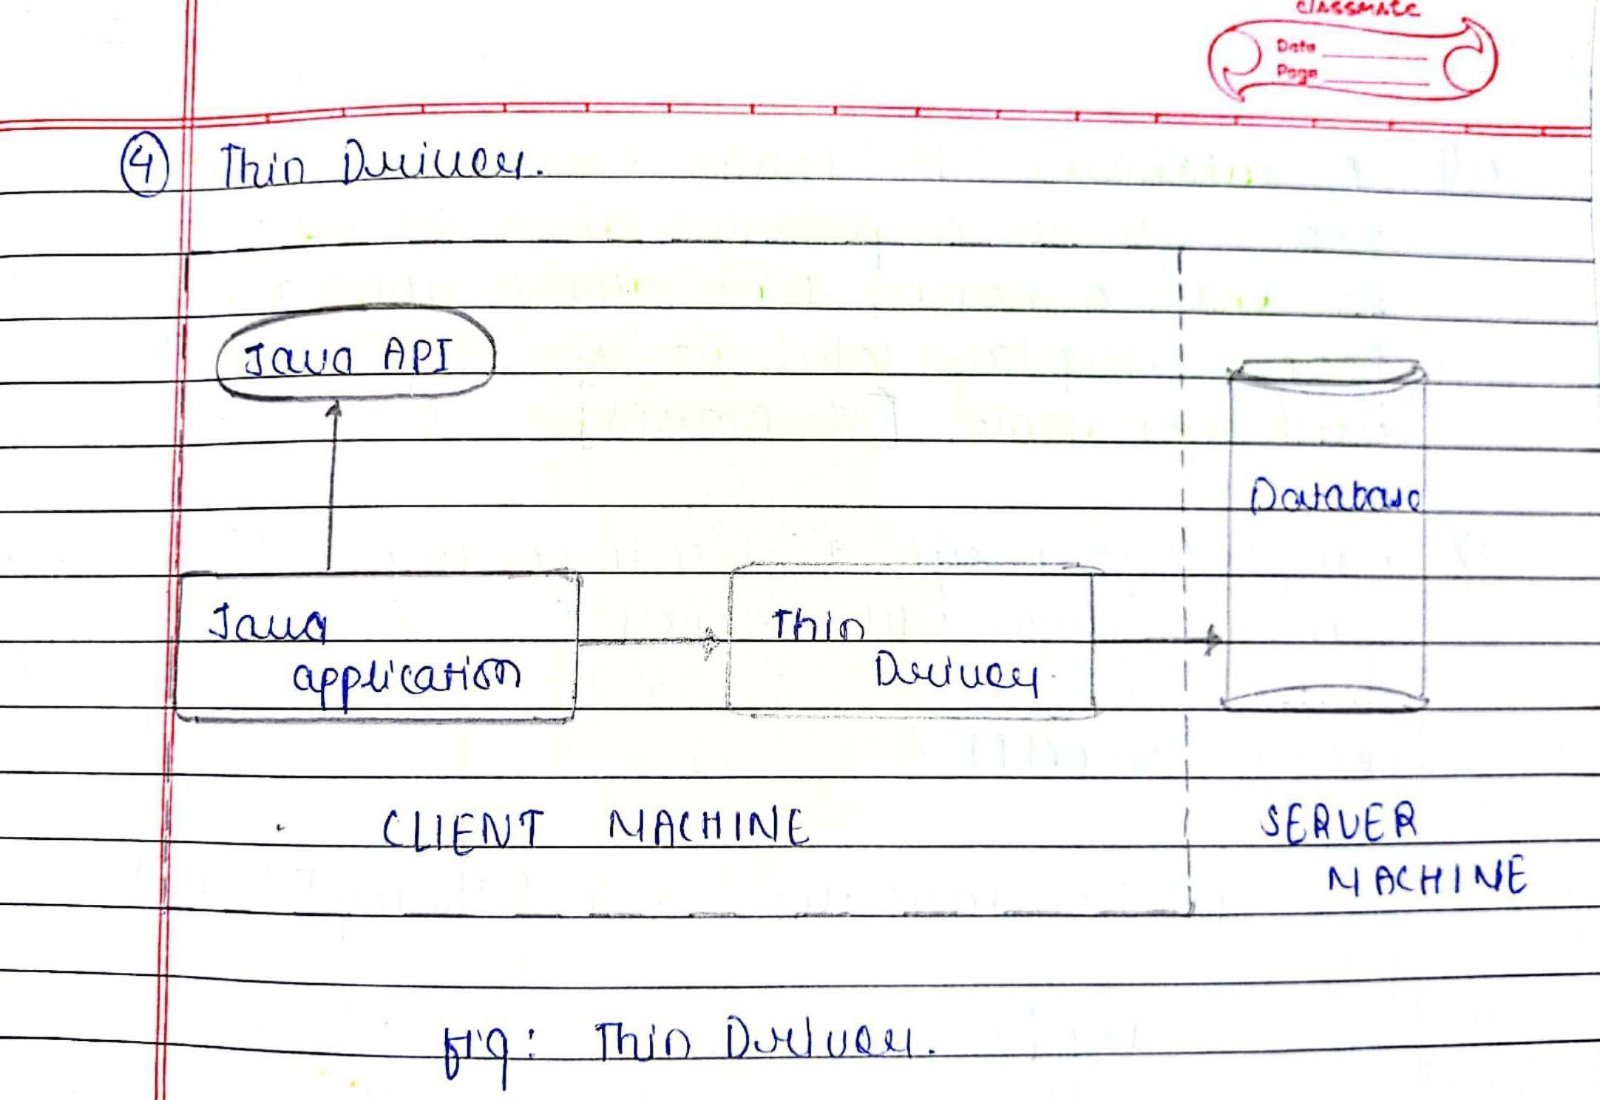 classmate
Date
Page
4 Thin Driver.
Java API
Database
Java
application
Thin
Driver.
CLIENT MACHINE
SERVER
MACHINE
fig: Thin Driver.